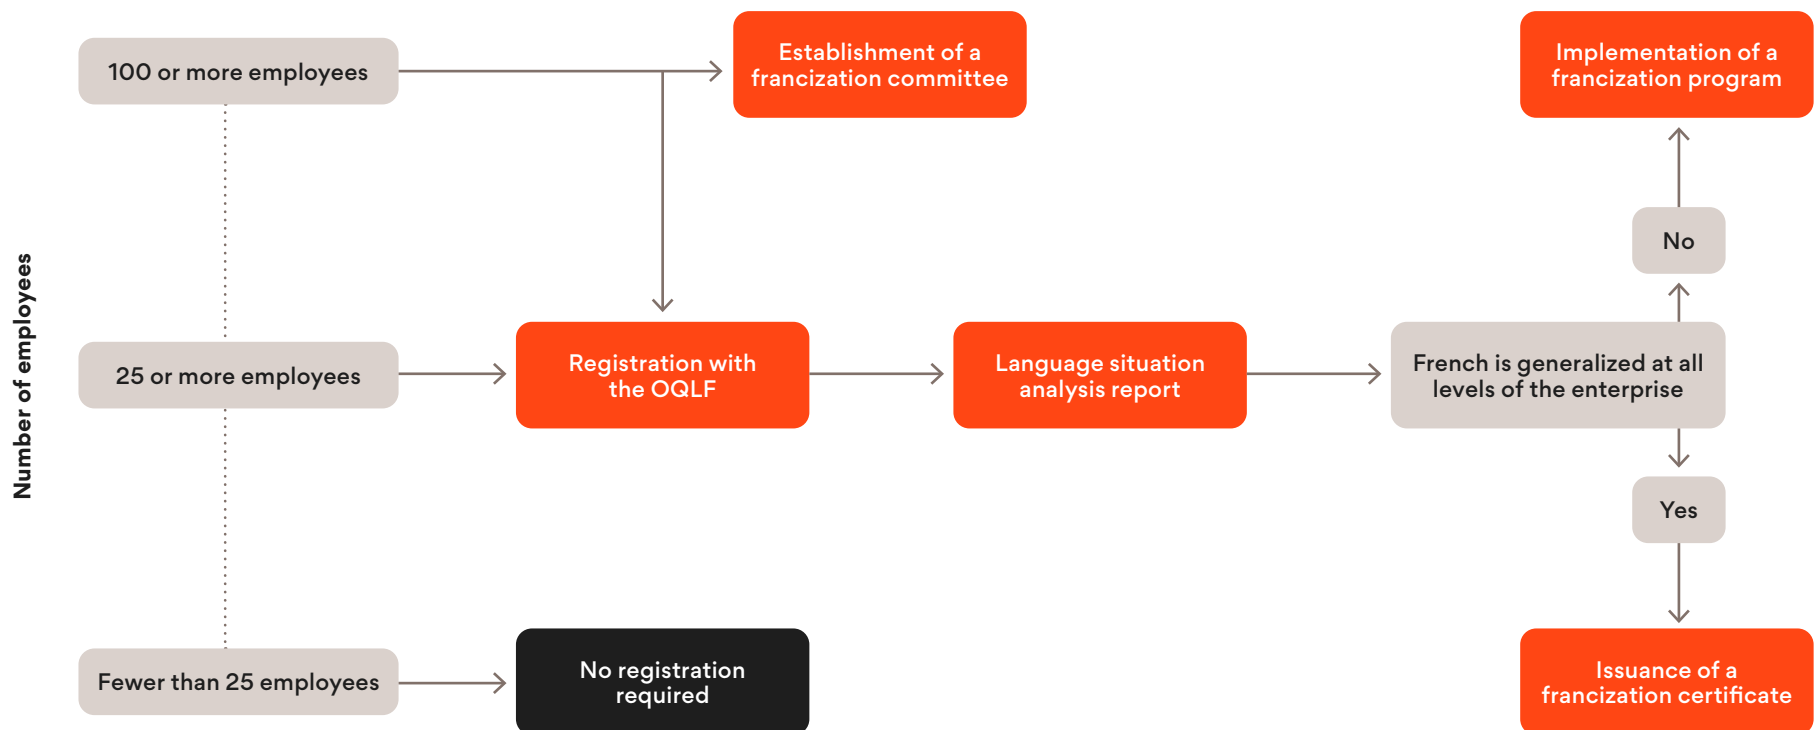 Number of employees
100 or more employees
Establishment of a
francization committee
Implementation of a
francization program
No
25 or more employees
Registration with
the OQLF
Language situation
analysis report
French is generalized at all
levels of the enterprise
Yes
Fewer than 25 employees
No registration
required
Issuance of a
francization certificate